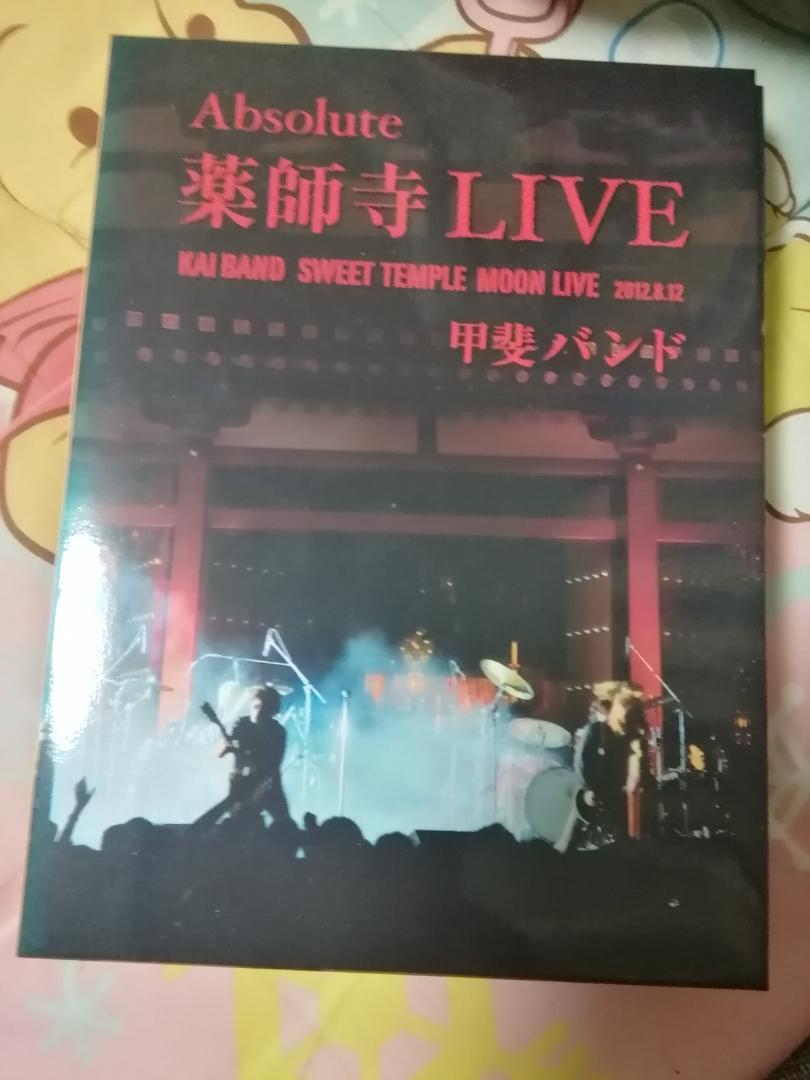 Absolute
薬師寺 LIVE
KAI BAND SWEET TEMPLE MOON LIVE 2012.8.12
甲斐バンド